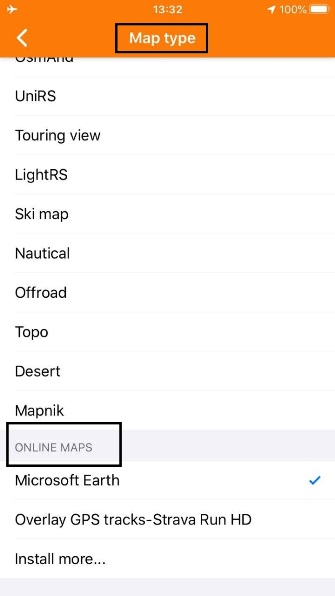 13:32
100%
Map type
OsmAnd
UniRS
Touring view
LightRS
Ski map
Nautical
Offroad
Topo
Desert
Mapnik
ONLINE MAPS
Microsoft Earth
Overlay GPS tracks-Strava Run HD
Install more...